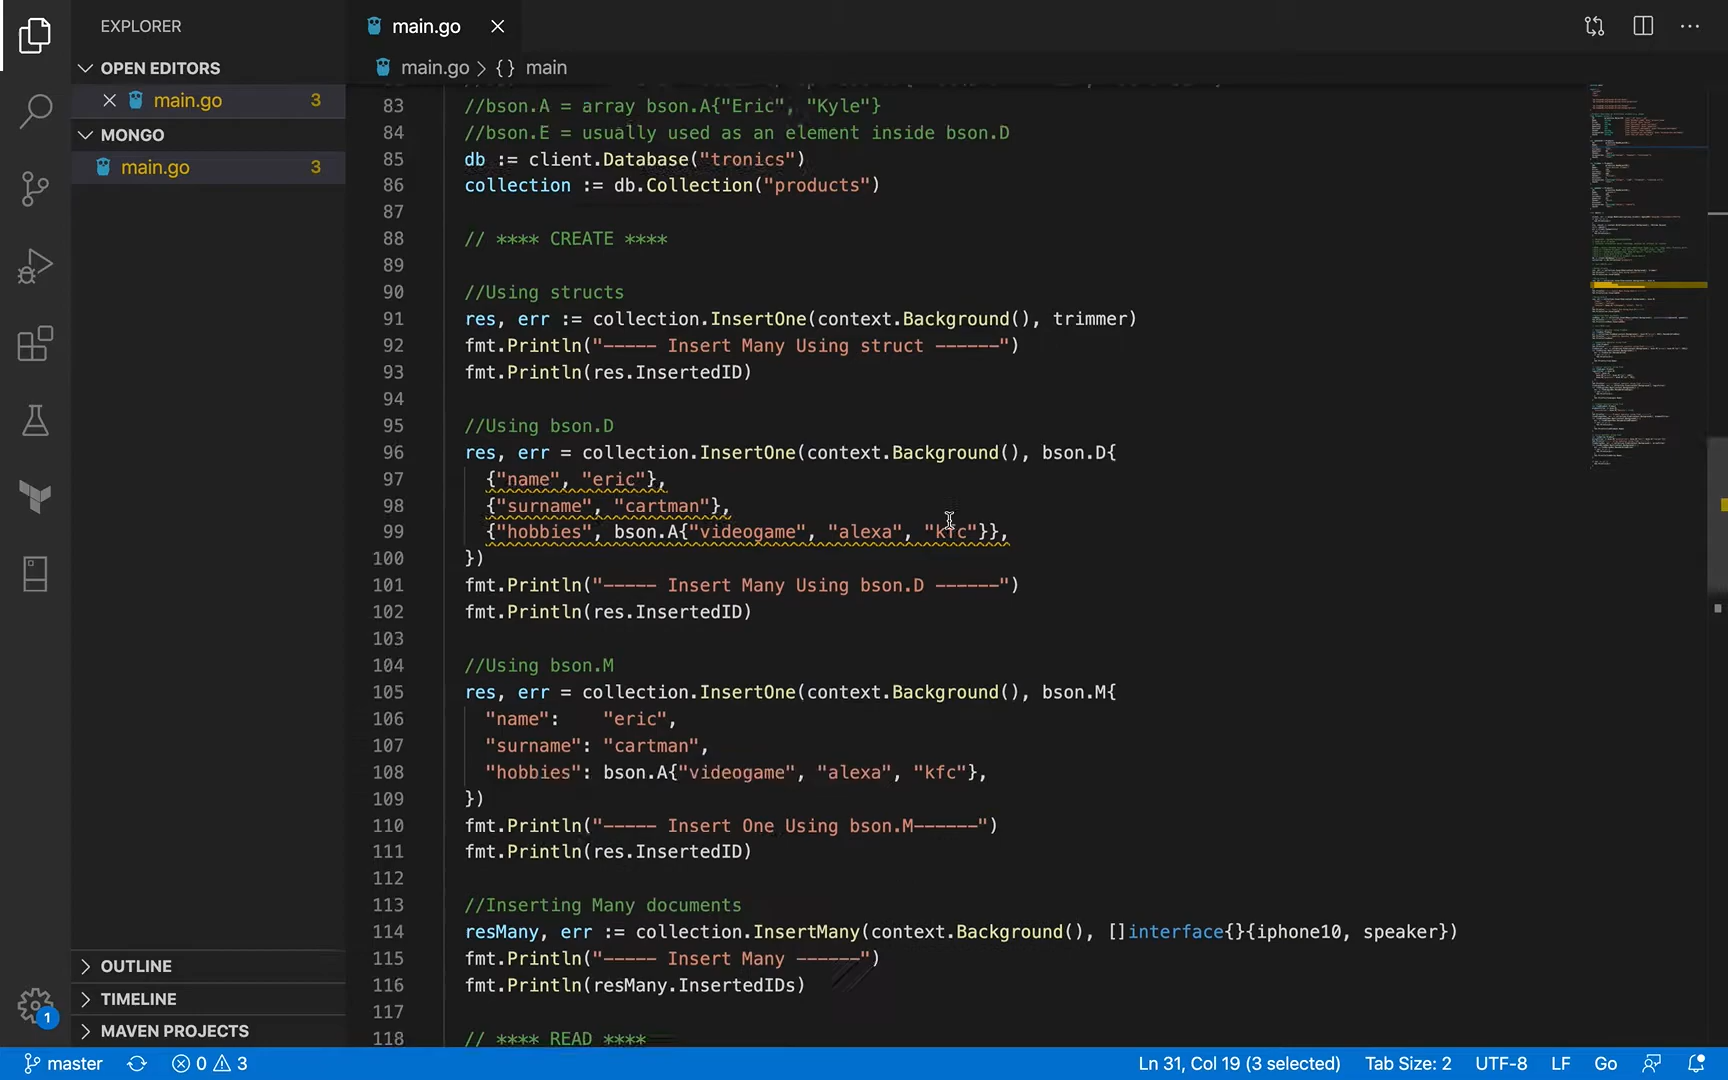 EXPLORER
OPEN EDITORS
main.go 3
MONGO
main.go 3
OUTLINE
TIMELINE
MAVEN PROJECTS
1
main.go
main.go > {} main
83 //bson.A = array bson.A{"Eric", "Kyle"}
84 //bson.E = usually used as an element inside bson.D
85 db := client.Database("tronics")
86 collection := db.Collection("products")
87
88 // **** CREATE ****
89
90 //Using structs
91 res, err := collection.InsertOne(context.Background(), trimmer)
92 fmt.Println("----- Insert Many Using struct ------")
93 fmt.Println(res.InsertedID)
94
95 //Using bson.D
96 res, err = collection.InsertOne(context.Background(), bson.D{
97 {"name", "eric"},
98 {"surname", "cartman"},
99 {"hobbies", bson.A{"videogame", "alexa", "kfc"}},
100 })
101 fmt.Println("----- Insert Many Using bson.D ------")
102 fmt.Println(res.InsertedID)
103
104 //Using bson.M
105 res, err = collection.InsertOne(context.Background(), bson.M{
106 "name":    "eric",
107 "surname": "cartman",
108 "hobbies": bson.A{"videogame", "alexa", "kfc"},
109 })
110 fmt.Println("----- Insert One Using bson.M------")
111 fmt.Println(res.InsertedID)
112
113 //Inserting Many documents
114 resMany, err := collection.InsertMany(context.Background(), []interface{}{iphone10, speaker})
115 fmt.Println("----- Insert Many ------")
116 fmt.Println(resMany.InsertedIDs)
117
118 // **** READ ****
master 0 3 Ln 31, Col 19 (3 selected) Tab Size: 2 UTF-8 LF Go